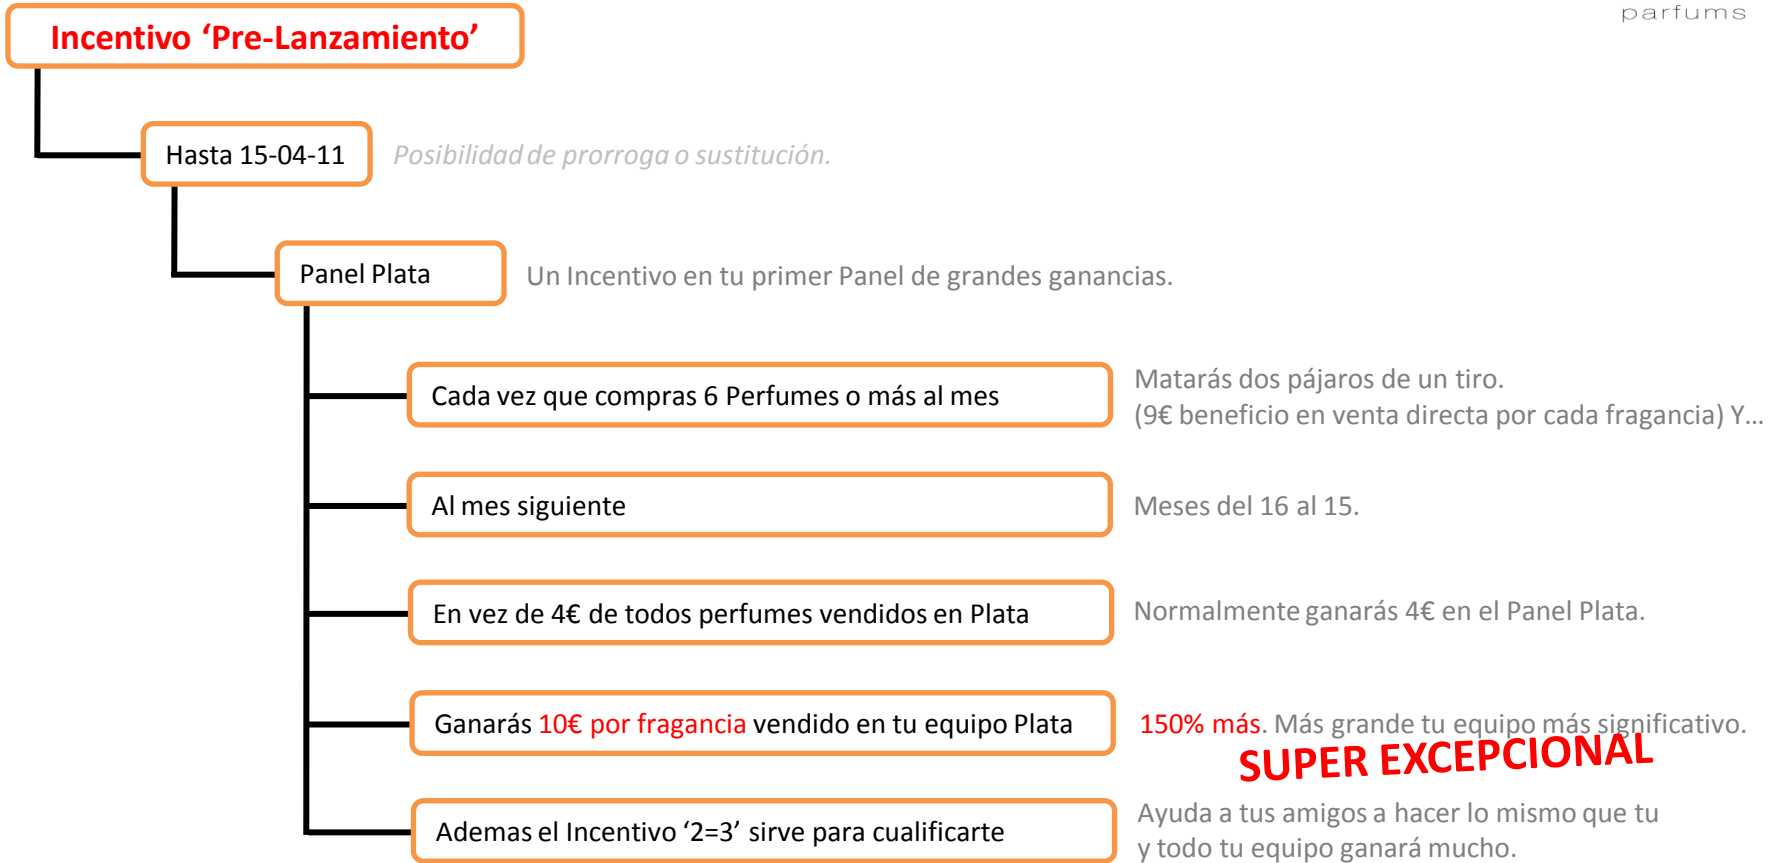 parfums
Incentivo ‘Pre-Lanzamiento’
Hasta 15-04-11
Posibilidad de prorroga o sustitución.
Panel Plata
Un Incentivo en tu primer Panel de grandes ganancias.
Cada vez que compras 6 Perfumes o más al mes
Matarás dos pájaros de un tiro.
(9€ beneficio en venta directa por cada fragancia) Y…
Al mes siguiente
Meses del 16 al 15.
En vez de 4€ de todos perfumes vendidos en Plata
Normalmente ganarás 4€ en el Panel Plata.
Ganarás 10€ por fragancia vendido en tu equipo Plata
150% más. Más grande tu equipo más significativo.
SUPER EXCEPCIONAL
Ademas el Incentivo ‘2=3’ sirve para cualificarte
Ayuda a tus amigos a hacer lo mismo que tu
y todo tu equipo ganará mucho.